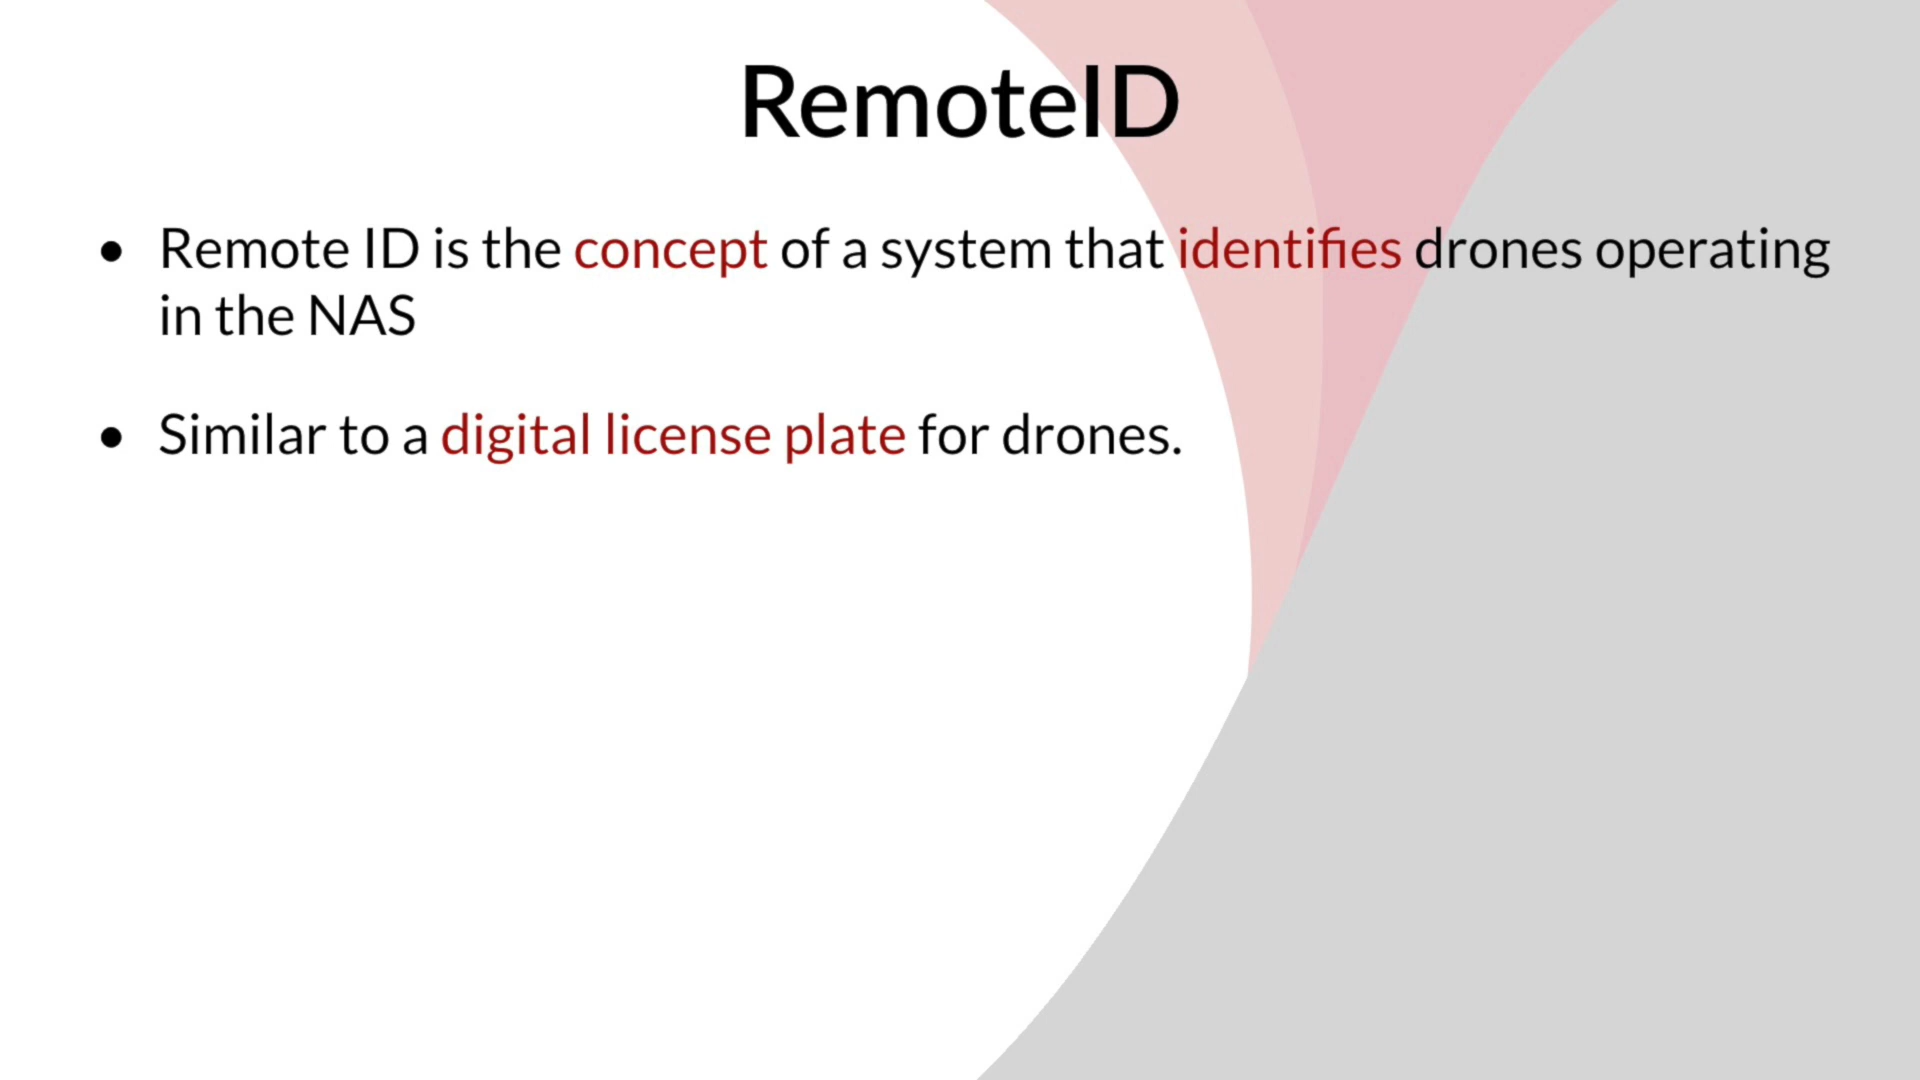 RemoteID
• Remote ID is the concept of a system that identifies drones operating
in the NAS
• Similar to a digital license plate for drones.